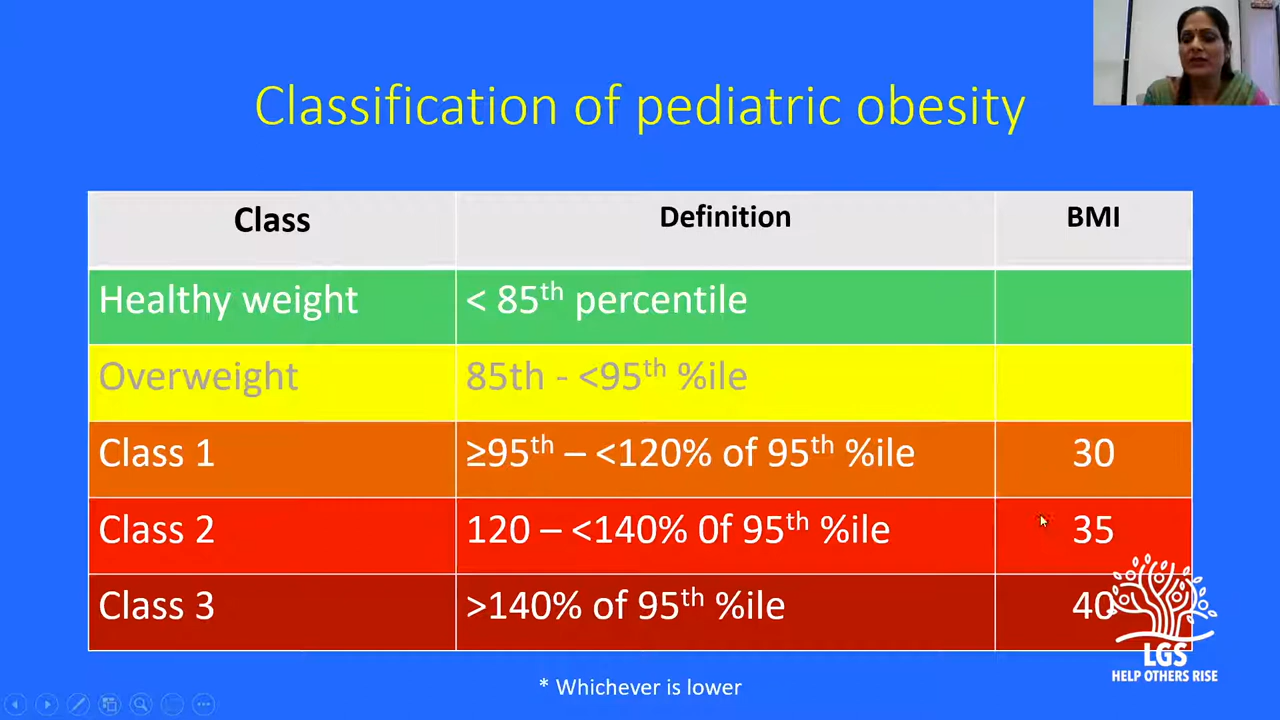 Classification of pediatric obesity
Class Definition BMI
Healthy weight < 85th percentile
Overweight 85th - <95th %ile
Class 1 ≥95th – <120% of 95th %ile 30
Class 2 120 – <140% 0f 95th %ile 35
Class 3 >140% of 95th %ile 40
LGS
HELP OTHERS RISE
* Whichever is lower